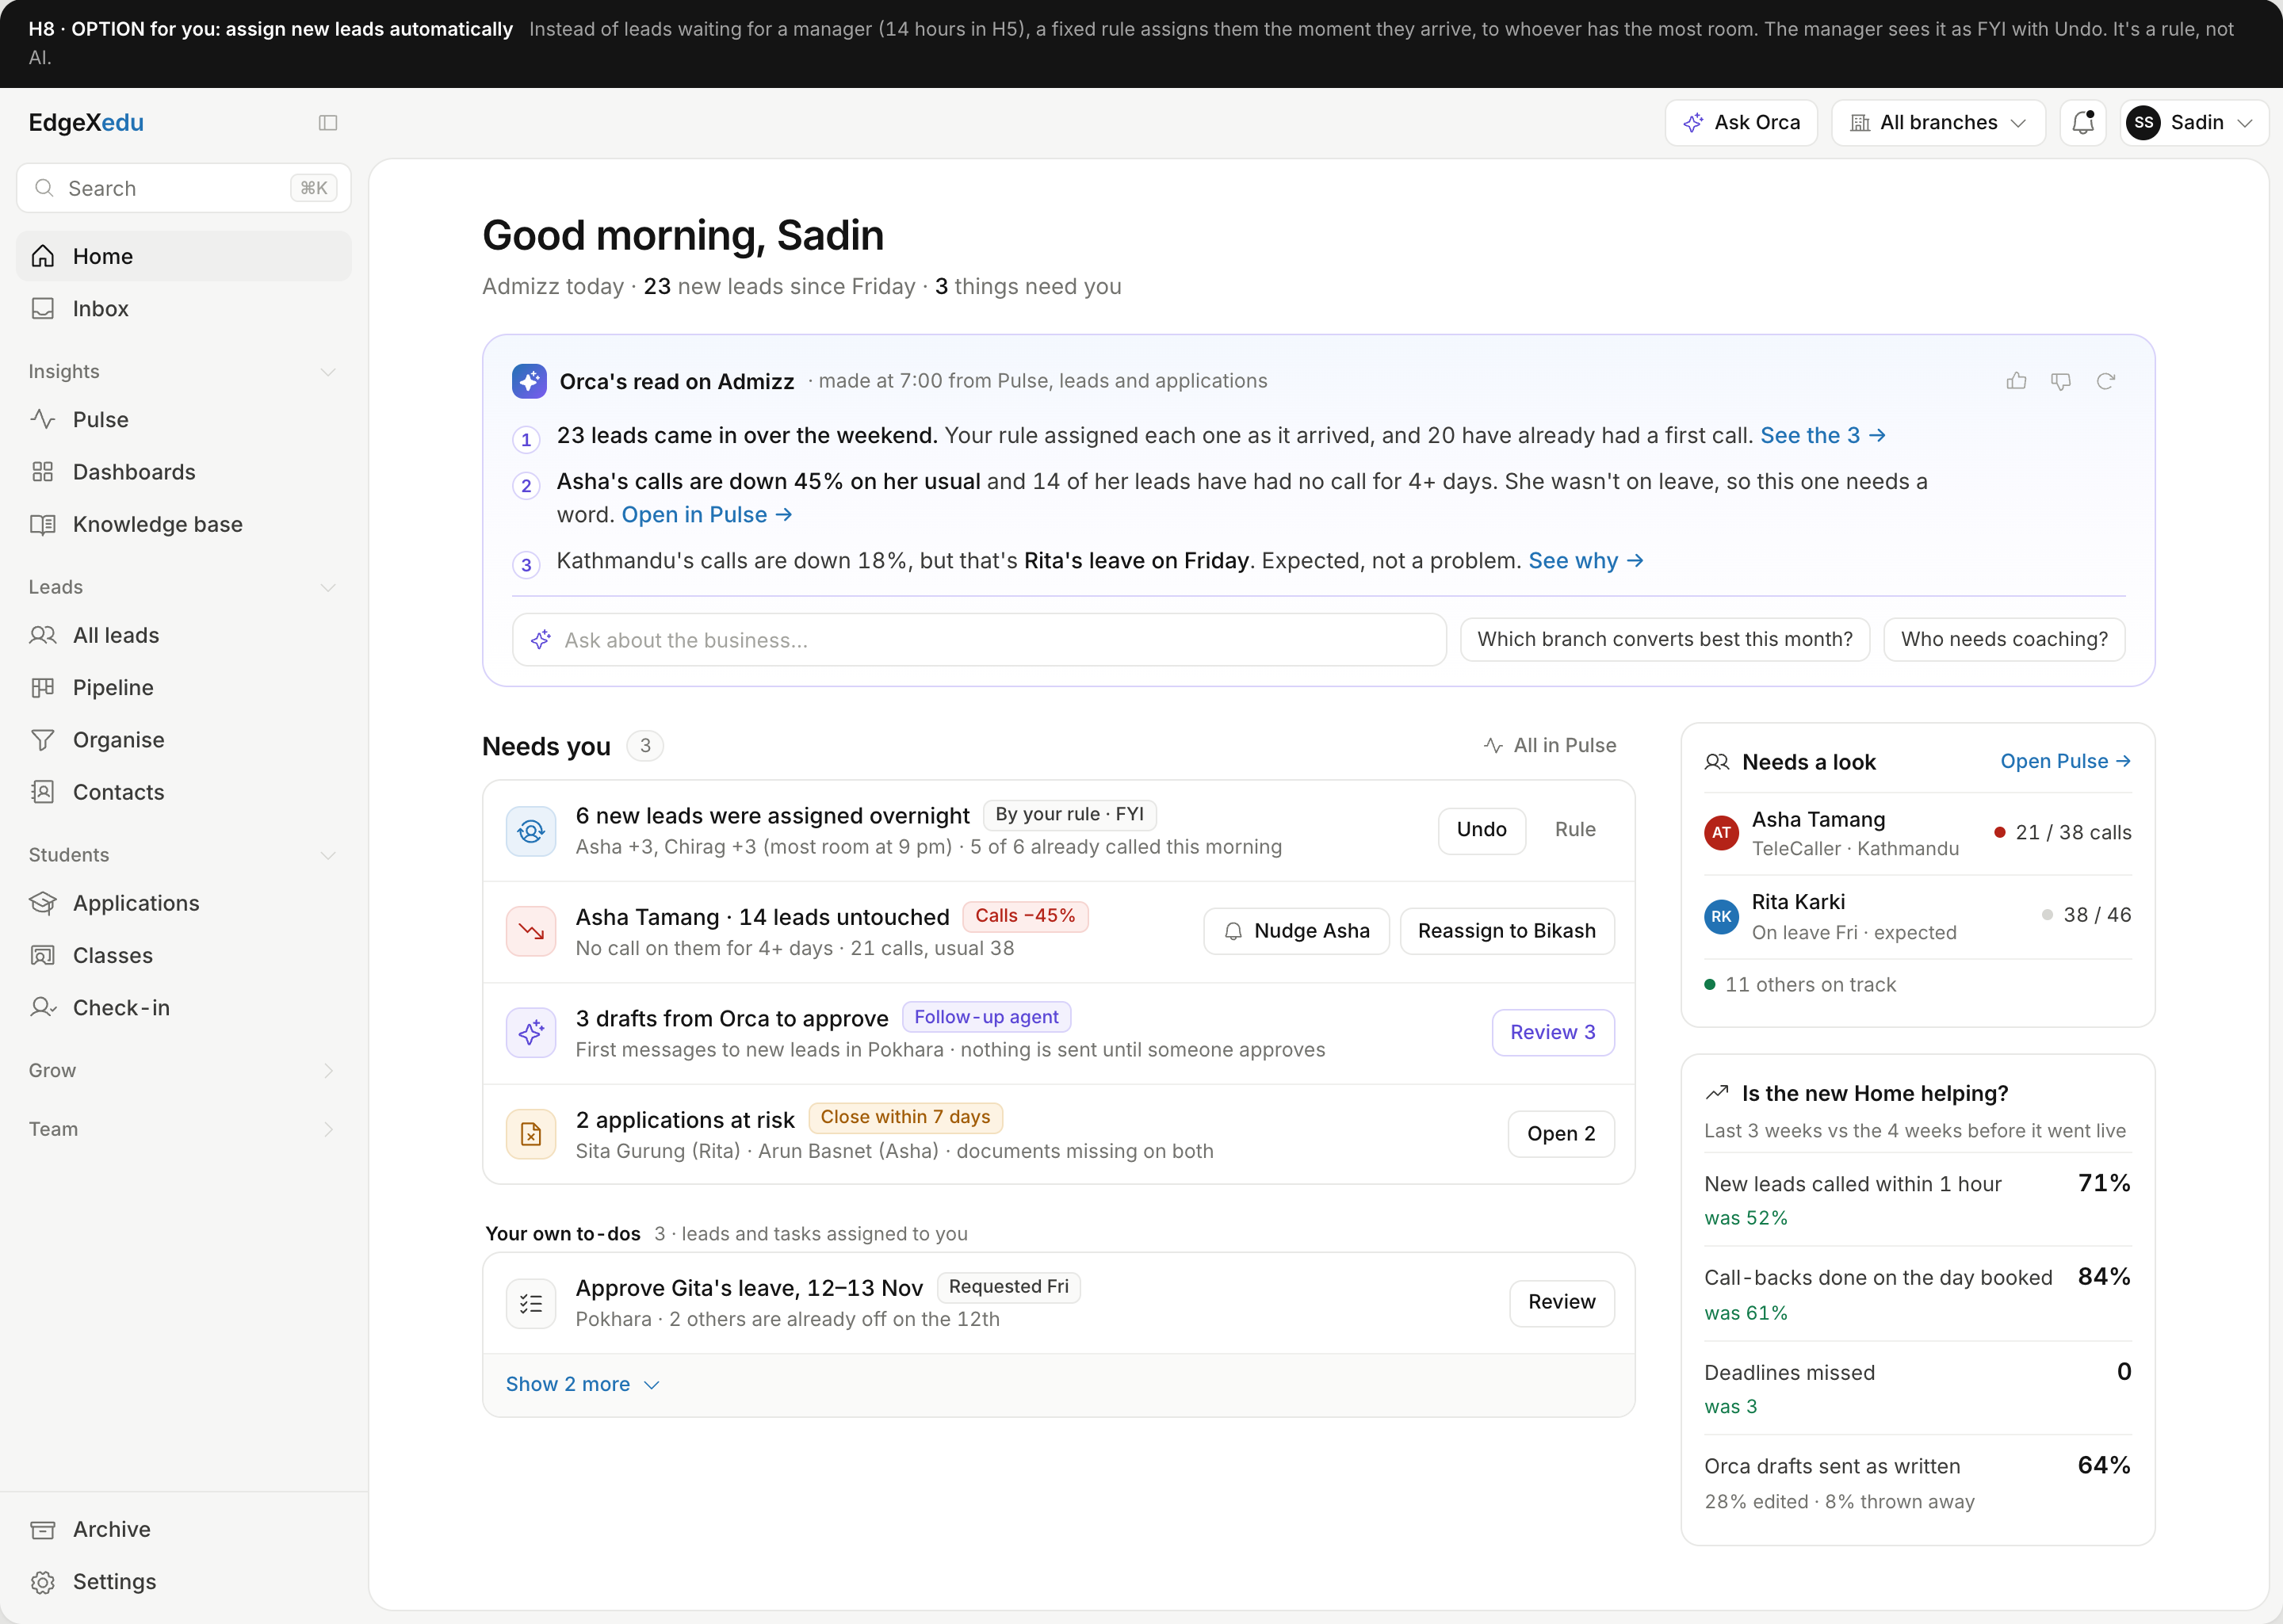 H8 · OPTION for you: assign new leads automatically Instead of leads waiting for a manager (14 hours in H5), a fixed rule assigns them the moment they arrive, to whoever has the most room. The manager sees it as FYI with Undo. It's a rule, not
AI.
EdgeXedu
Ask Orca
All branches
SS Sadin
Search ⌘K
Home
Inbox
Insights
Pulse
Dashboards
Knowledge base
Leads
All leads
Pipeline
Organise
Contacts
Students
Applications
Classes
Check-in
Grow
Team
Archive
Settings
Good morning, Sadin
Admizz today · 23 new leads since Friday · 3 things need you
Orca's read on Admizz · made at 7:00 from Pulse, leads and applications
1 23 leads came in over the weekend. Your rule assigned each one as it arrived, and 20 have already had a first call. See the 3 →
2 Asha's calls are down 45% on her usual and 14 of her leads have had no call for 4+ days. She wasn't on leave, so this one needs a
word. Open in Pulse →
3 Kathmandu's calls are down 18%, but that's Rita's leave on Friday. Expected, not a problem. See why →
Ask about the business...
Which branch converts best this month?
Who needs coaching?
Needs you 3
All in Pulse
6 new leads were assigned overnight By your rule · FYI
Asha +3, Chirag +3 (most room at 9 pm) · 5 of 6 already called this morning
Undo
Rule
Asha Tamang · 14 leads untouched Calls −45%
No call on them for 4+ days · 21 calls, usual 38
Nudge Asha
Reassign to Bikash
3 drafts from Orca to approve Follow-up agent
First messages to new leads in Pokhara · nothing is sent until someone approves
Review 3
2 applications at risk Close within 7 days
Sita Gurung (Rita) · Arun Basnet (Asha) · documents missing on both
Open 2
Your own to-dos 3 · leads and tasks assigned to you
Approve Gita's leave, 12–13 Nov Requested Fri
Pokhara · 2 others are already off on the 12th
Review
Show 2 more
Needs a look
Open Pulse →
AT Asha Tamang
TeleCaller · Kathmandu
21 / 38 calls
RK Rita Karki
On leave Fri · expected
38 / 46
11 others on track
Is the new Home helping?
Last 3 weeks vs the 4 weeks before it went live
New leads called within 1 hour 71%
was 52%
Call-backs done on the day booked 84%
was 61%
Deadlines missed 0
was 3
Orca drafts sent as written 64%
28% edited · 8% thrown away